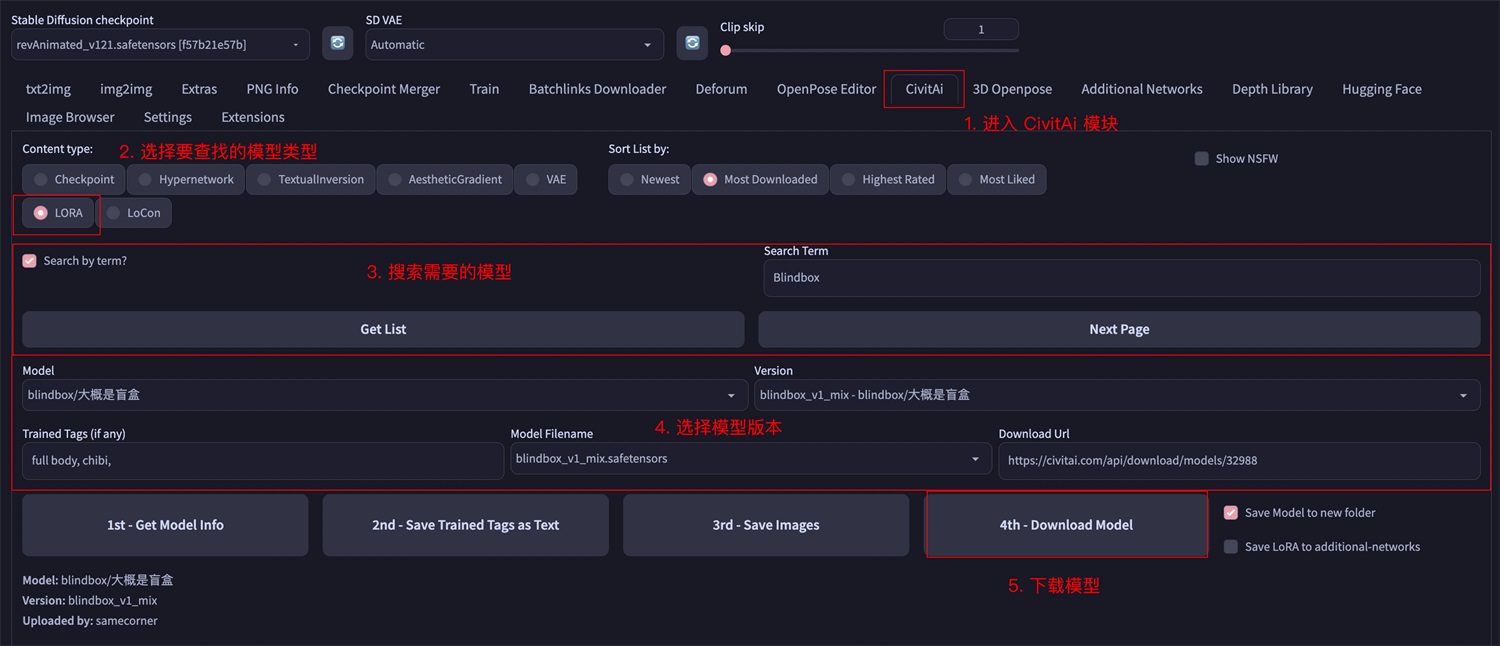 Stable Diffusion checkpoint
SD VAE
Clip skip
1
revAnimated_v121.safetensors [f57b21e57b]
Automatic
txt2img img2img Extras PNG Info Checkpoint Merger Train Batchlinks Downloader Deforum OpenPose Editor CivitAi 3D Openpose Additional Networks Depth Library Hugging Face
Image Browser Settings Extensions
1. 进入 CivitAi 模块
Content type:
2. 选择要查找的模型类型
Sort List by:
Show NSFW
Checkpoint Hypernetwork TextualInversion AestheticGradient VAE
Newest Most Downloaded Highest Rated Most Liked
LORA LoCon
Search by term?
3. 搜索需要的模型
Search Term
Blindbox
Get List
Next Page
Model
Version
blindbox/大概是盲盒
blindbox_v1_mix - blindbox/大概是盲盒
4. 选择模型版本
Trained Tags (if any)
Model Filename
Download Url
full body, chibi,
blindbox_v1_mix.safetensors
https://civitai.com/api/download/models/32988
1st - Get Model Info
2nd - Save Trained Tags as Text
3rd - Save Images
4th - Download Model
Save Model to new folder
Save LoRA to additional-networks
5. 下载模型
Model: blindbox/大概是盲盒
Version: blindbox_v1_mix
Uploaded by: samecorner